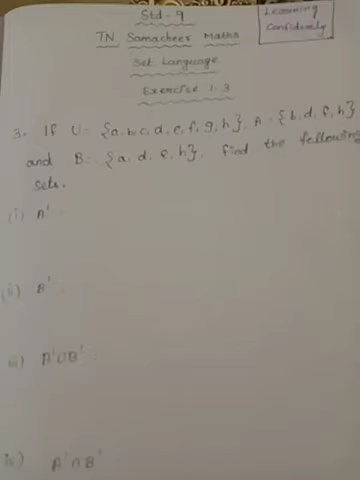 Std - 9
Learning
Confidently
TN Samacheer Maths
Set Language
Exercise 1.3
3. If U = {a, b, c, d, e, f, g, h}, A = {b, d, f, h}
and B = {a, d, e, h}, find the following
sets.
(i) A' :
(ii) B' :
iii) A'∪B' :
iv) A'∩B' :